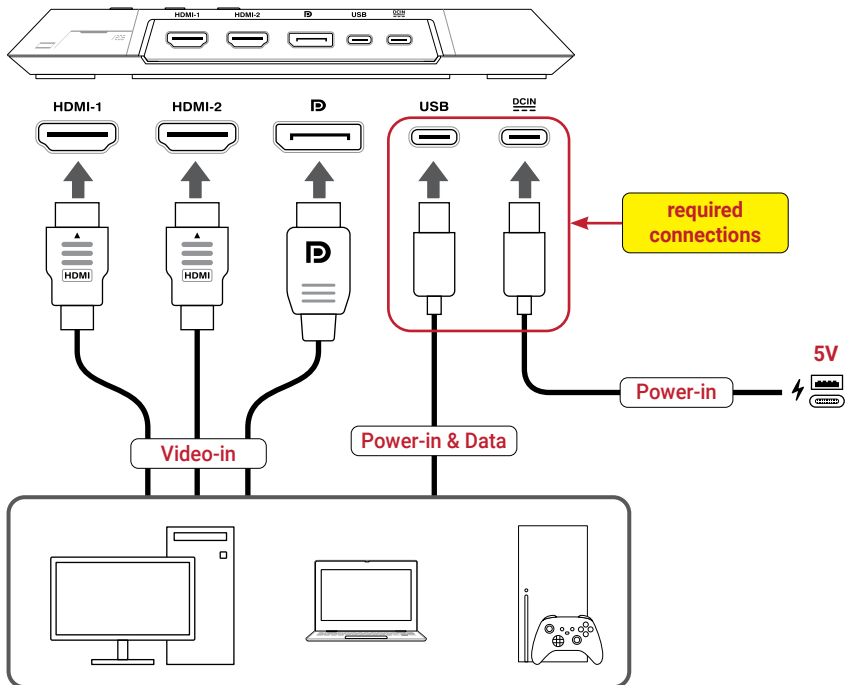 HDMI-1 HDMI-2 USB DCIN
HDMI-1 HDMI-2 USB DCIN
required
connections
HDMI HDMI
5V
Power-in
Video-in
Power-in & Data